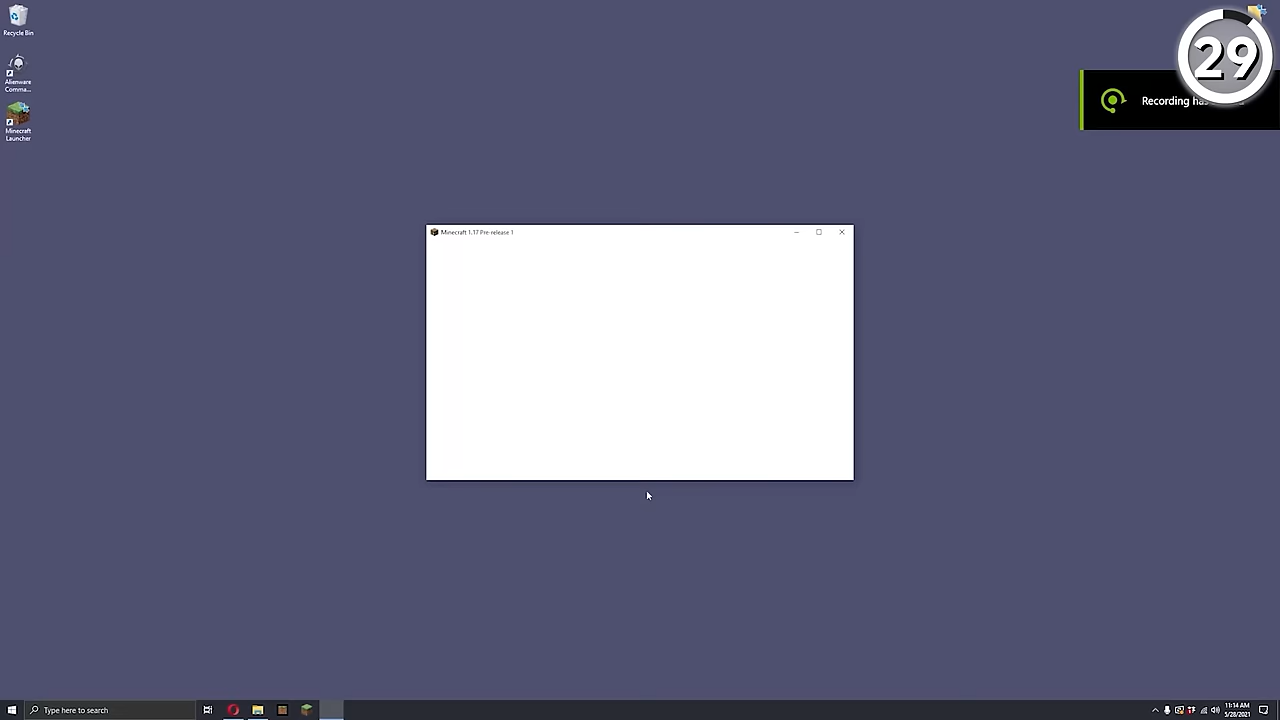 Recycle Bin
Alienware
Comma...
Minecraft
Launcher
29
Recording has
Minecraft 1.17 Pre-release 1
Type here to search
11:14 AM
5/28/2021